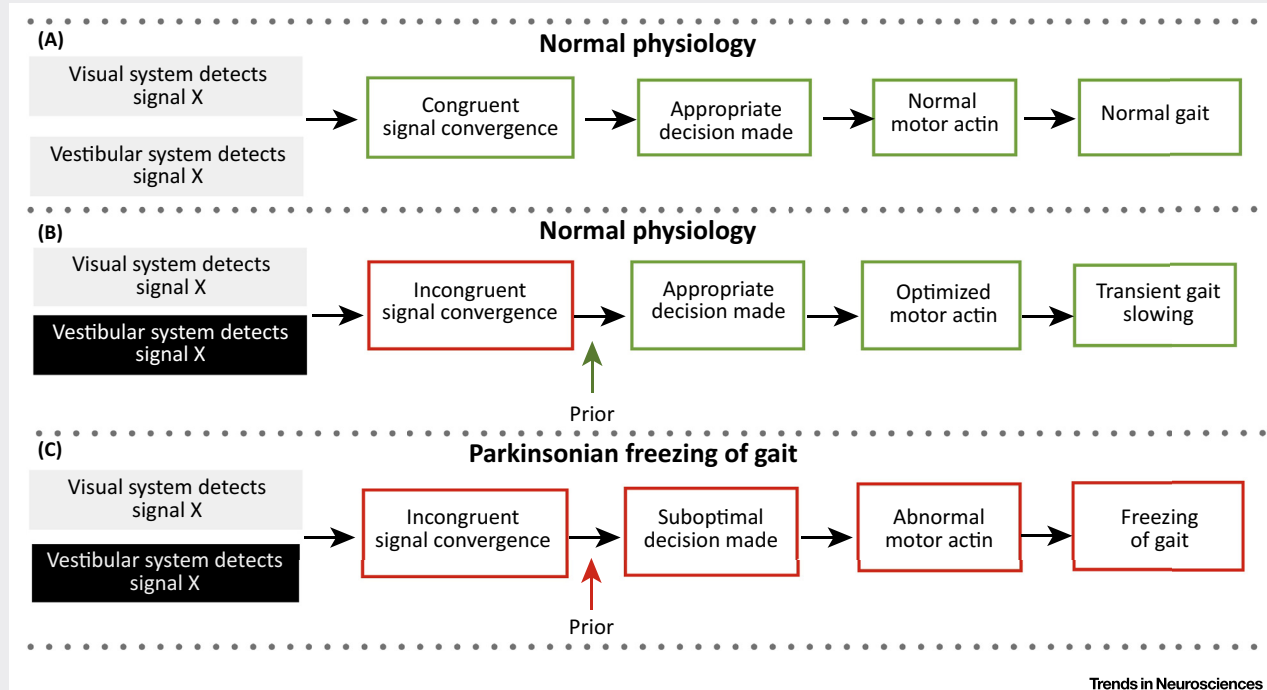 (A)
Normal physiology
Visual system detects
signal X
Vestibular system detects
signal X
Congruent
signal convergence
Appropriate
decision made
Normal
motor actin
Normal gait
(B)
Normal physiology
Visual system detects
signal X
Vestibular system detects
signal X
Incongruent
signal convergence
Prior
Appropriate
decision made
Optimized
motor actin
Transient gait
slowing
(C)
Parkinsonian freezing of gait
Visual system detects
signal X
Vestibular system detects
signal X
Incongruent
signal convergence
Prior
Suboptimal
decision made
Abnormal
motor actin
Freezing
of gait
Trends in Neurosciences